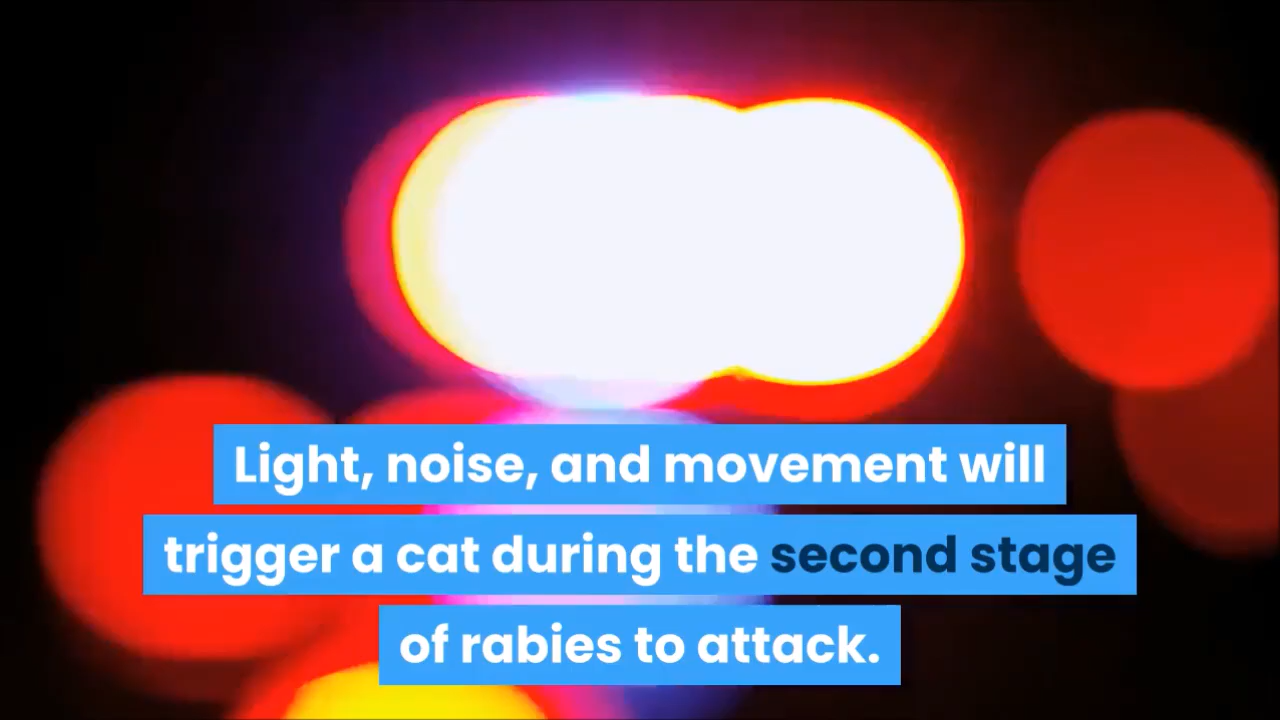 Light, noise, and movement will
trigger a cat during the second stage
of rabies to attack.